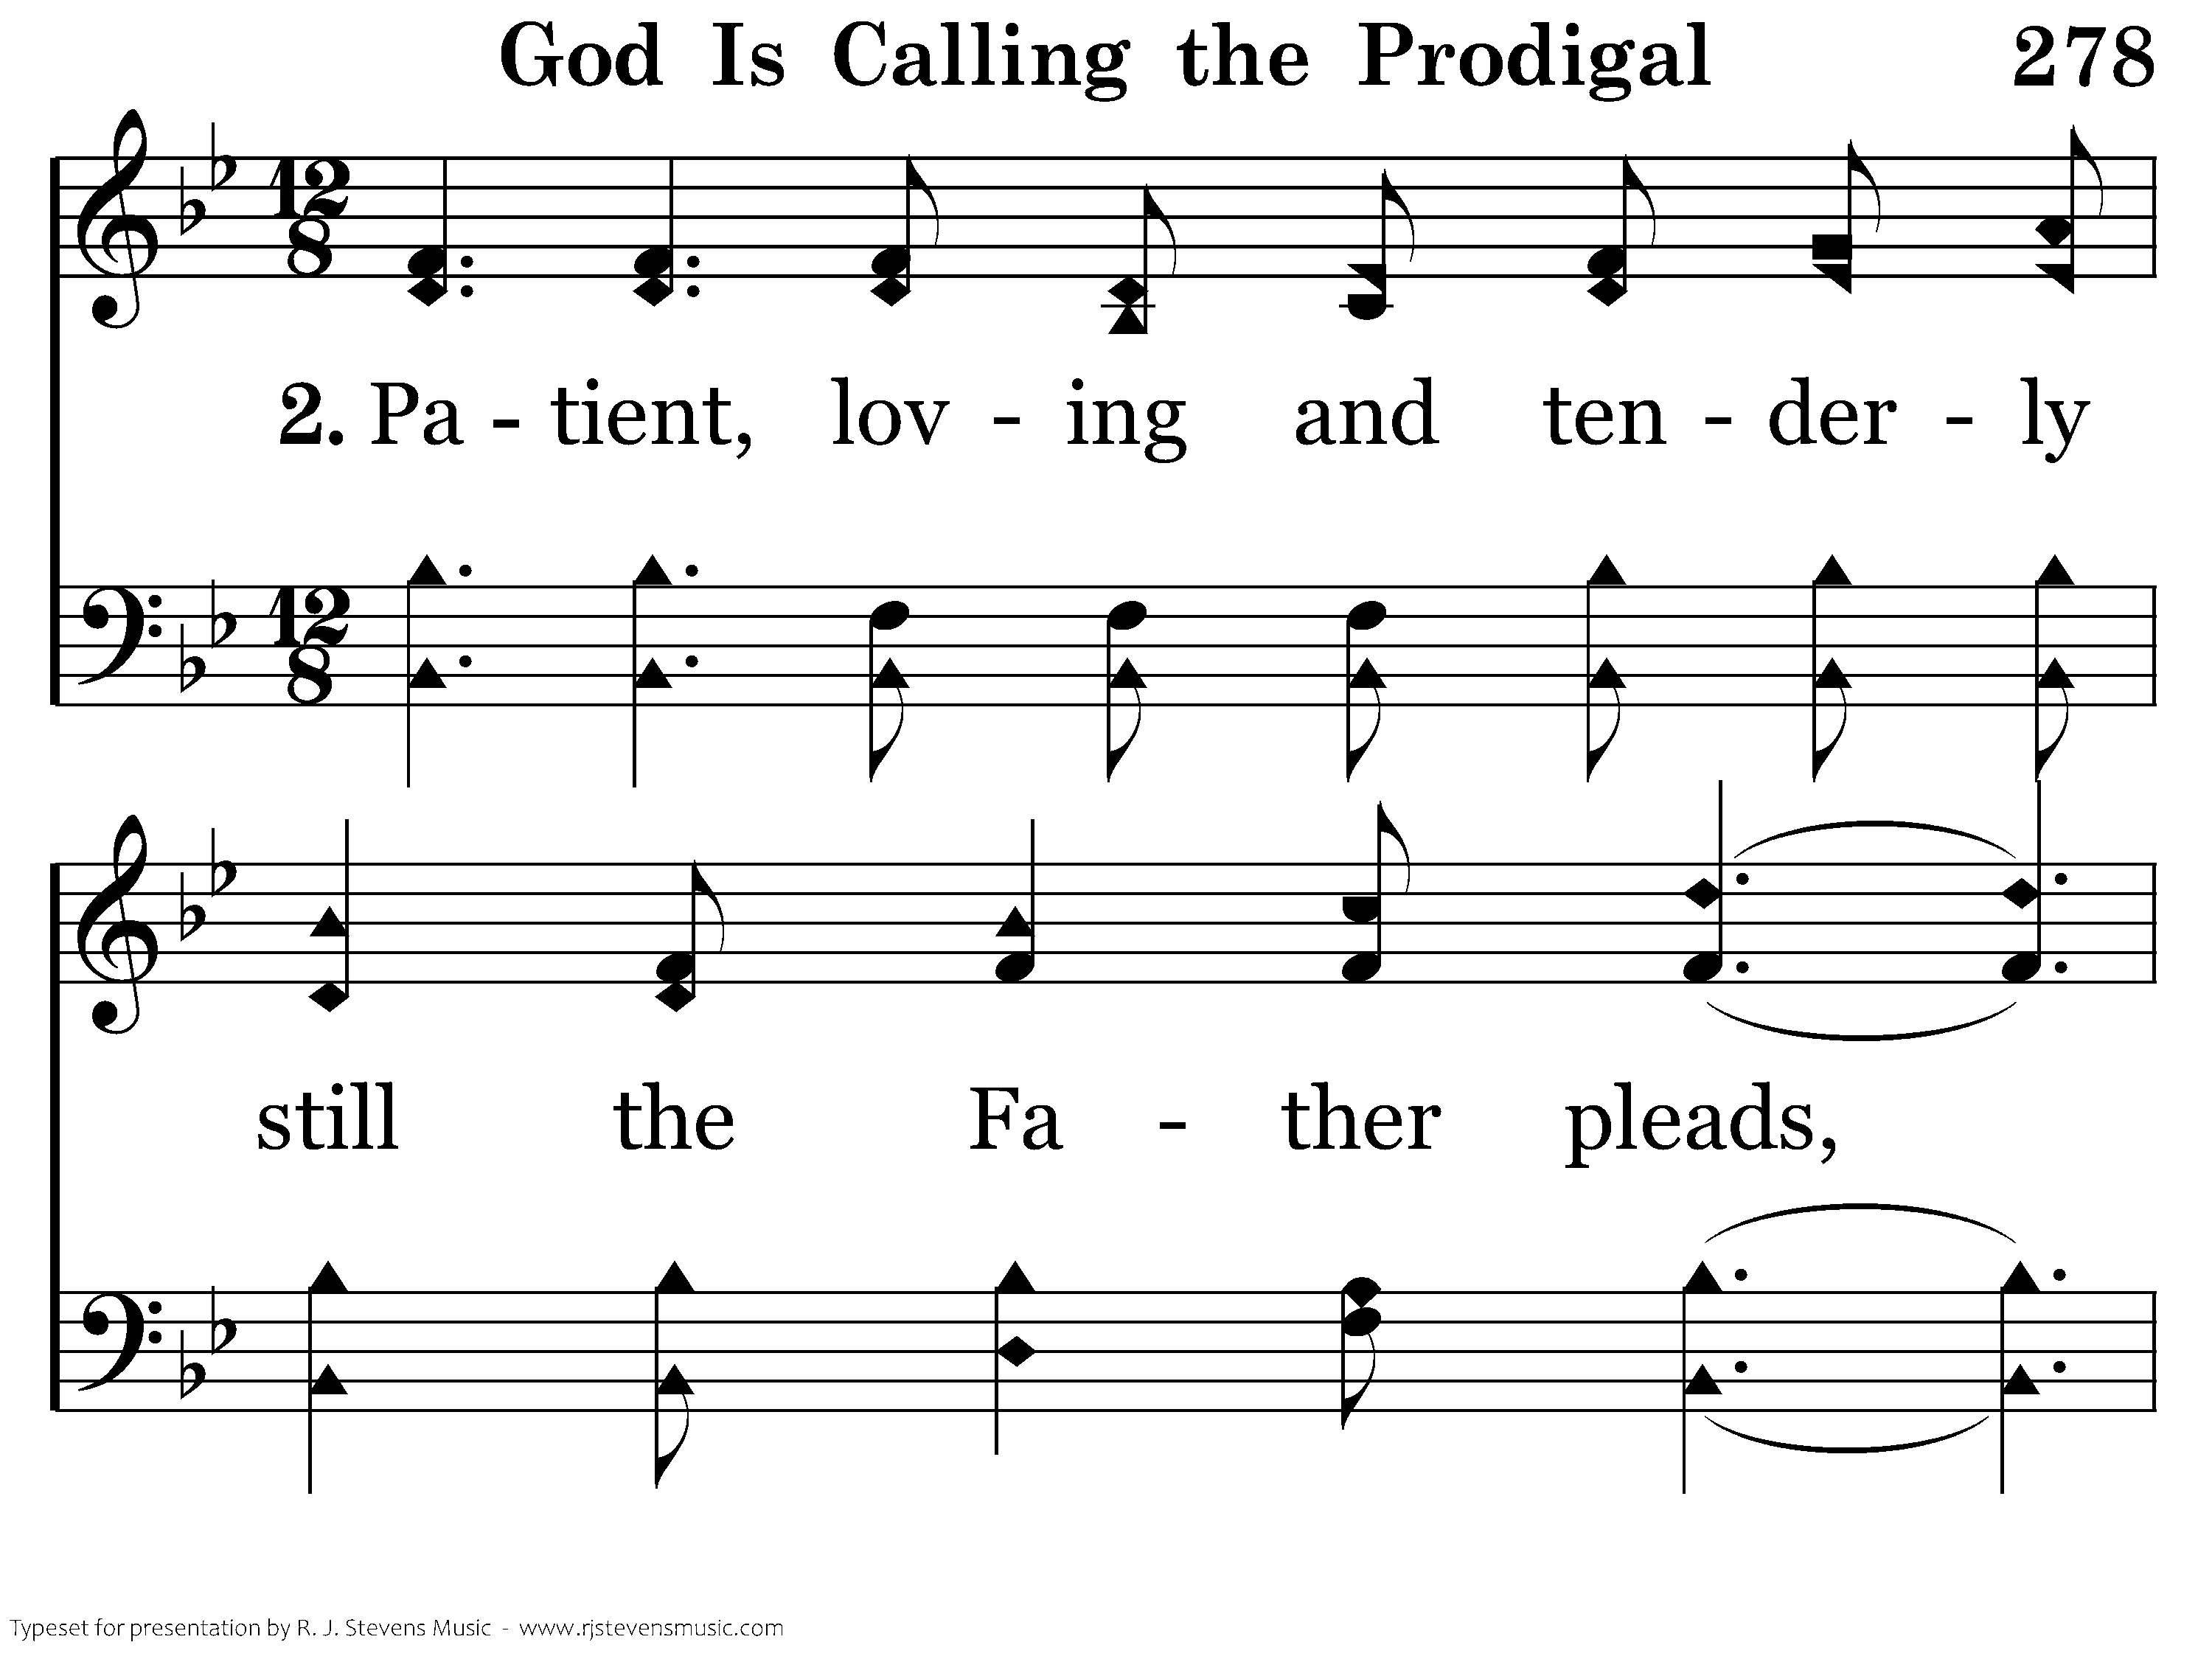 God Is Calling the Prodigal 278
12
8
2. Pa - tient, lov - ing and ten - der - ly
12
8
still the Fa - ther pleads,
Typeset for presentation by R. J. Stevens Music - www.rjstevensmusic.com